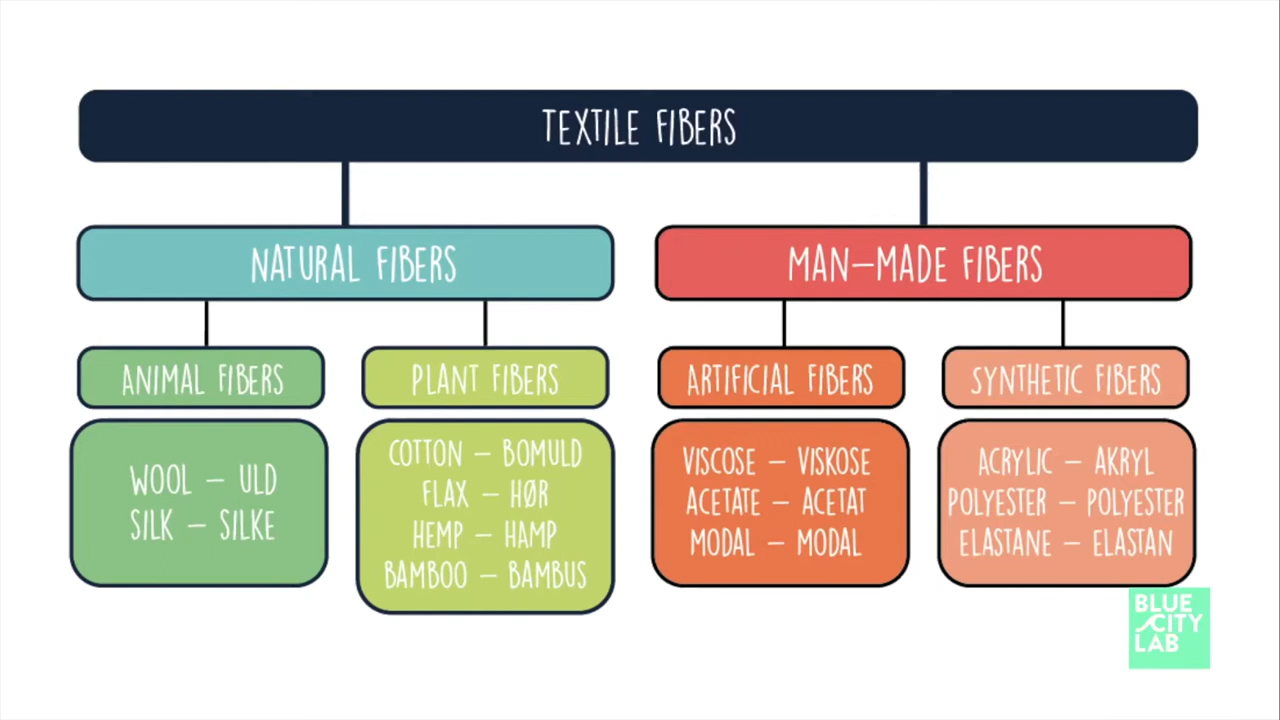 TEXTILE FIBERS
NATURAL FIBERS
MAN-MADE FIBERS
ANIMAL FIBERS
PLANT FIBERS
ARTIFICIAL FIBERS
SYNTHETIC FIBERS
WOOL - ULD
SILK - SILKE
COTTON - BOMULD
FLAX - HØR
HEMP - HAMP
BAMBOO - BAMBUS
VISCOSE - VISKOSE
ACETATE - ACETAT
MODAL - MODAL
ACRYLIC - AKRYL
POLYESTER - POLYESTER
ELASTANE - ELASTAN
BLUE
CITY
LAB